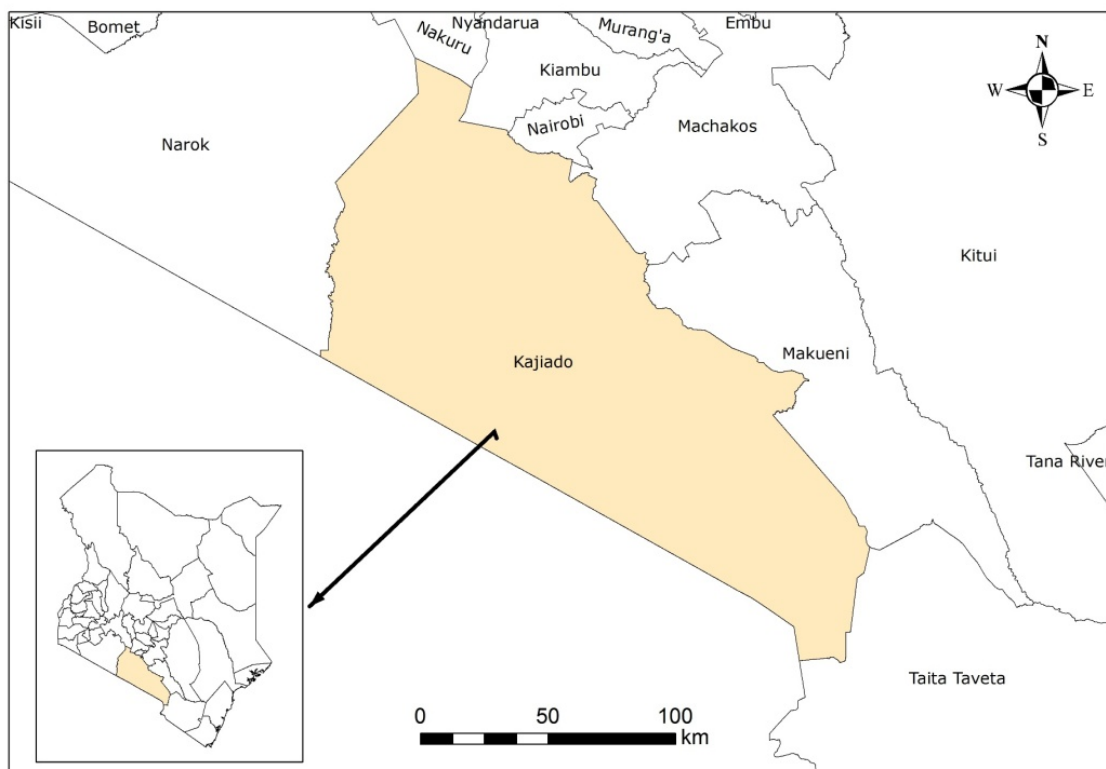 Kisii
Bomet
Nyandarua
Nakuru
Murang'a
Embu
Kiambu
N
W E
S
Nairobi
Machakos
Narok
Kitui
Kajiado
Makueni
Tana River
Taita Taveta
0 50 100
km